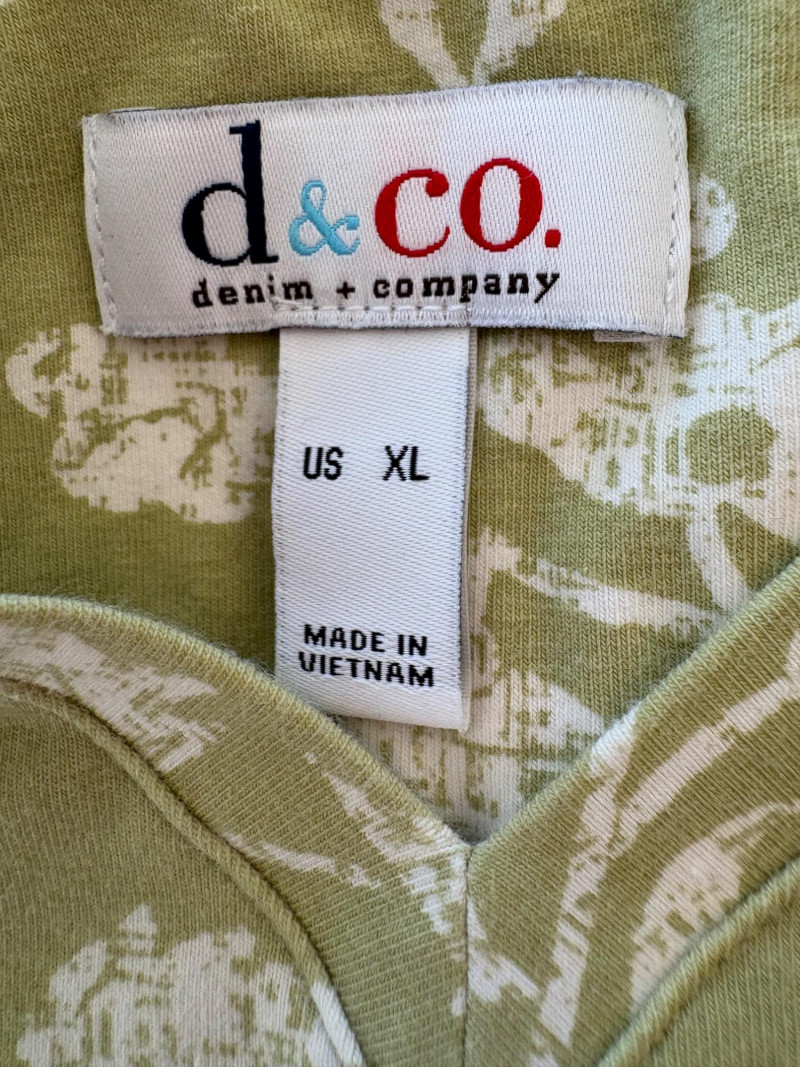 d&co.
denim + company
US XL
MADE IN
VIETNAM